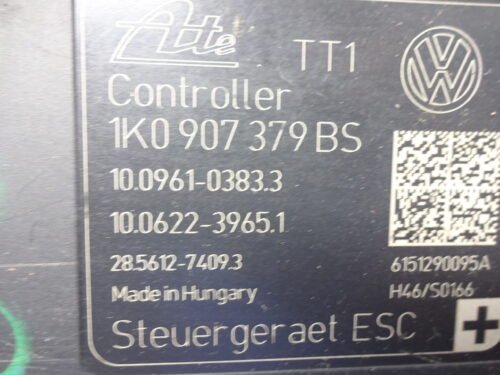 Ate TT1
Controller
1K0 907 379 BS
10.0961-0383.3
10.0622-3965.1
28.5612-7409.3 6151290095A
Made in Hungary H46/S0166
Steuergeraet ESC